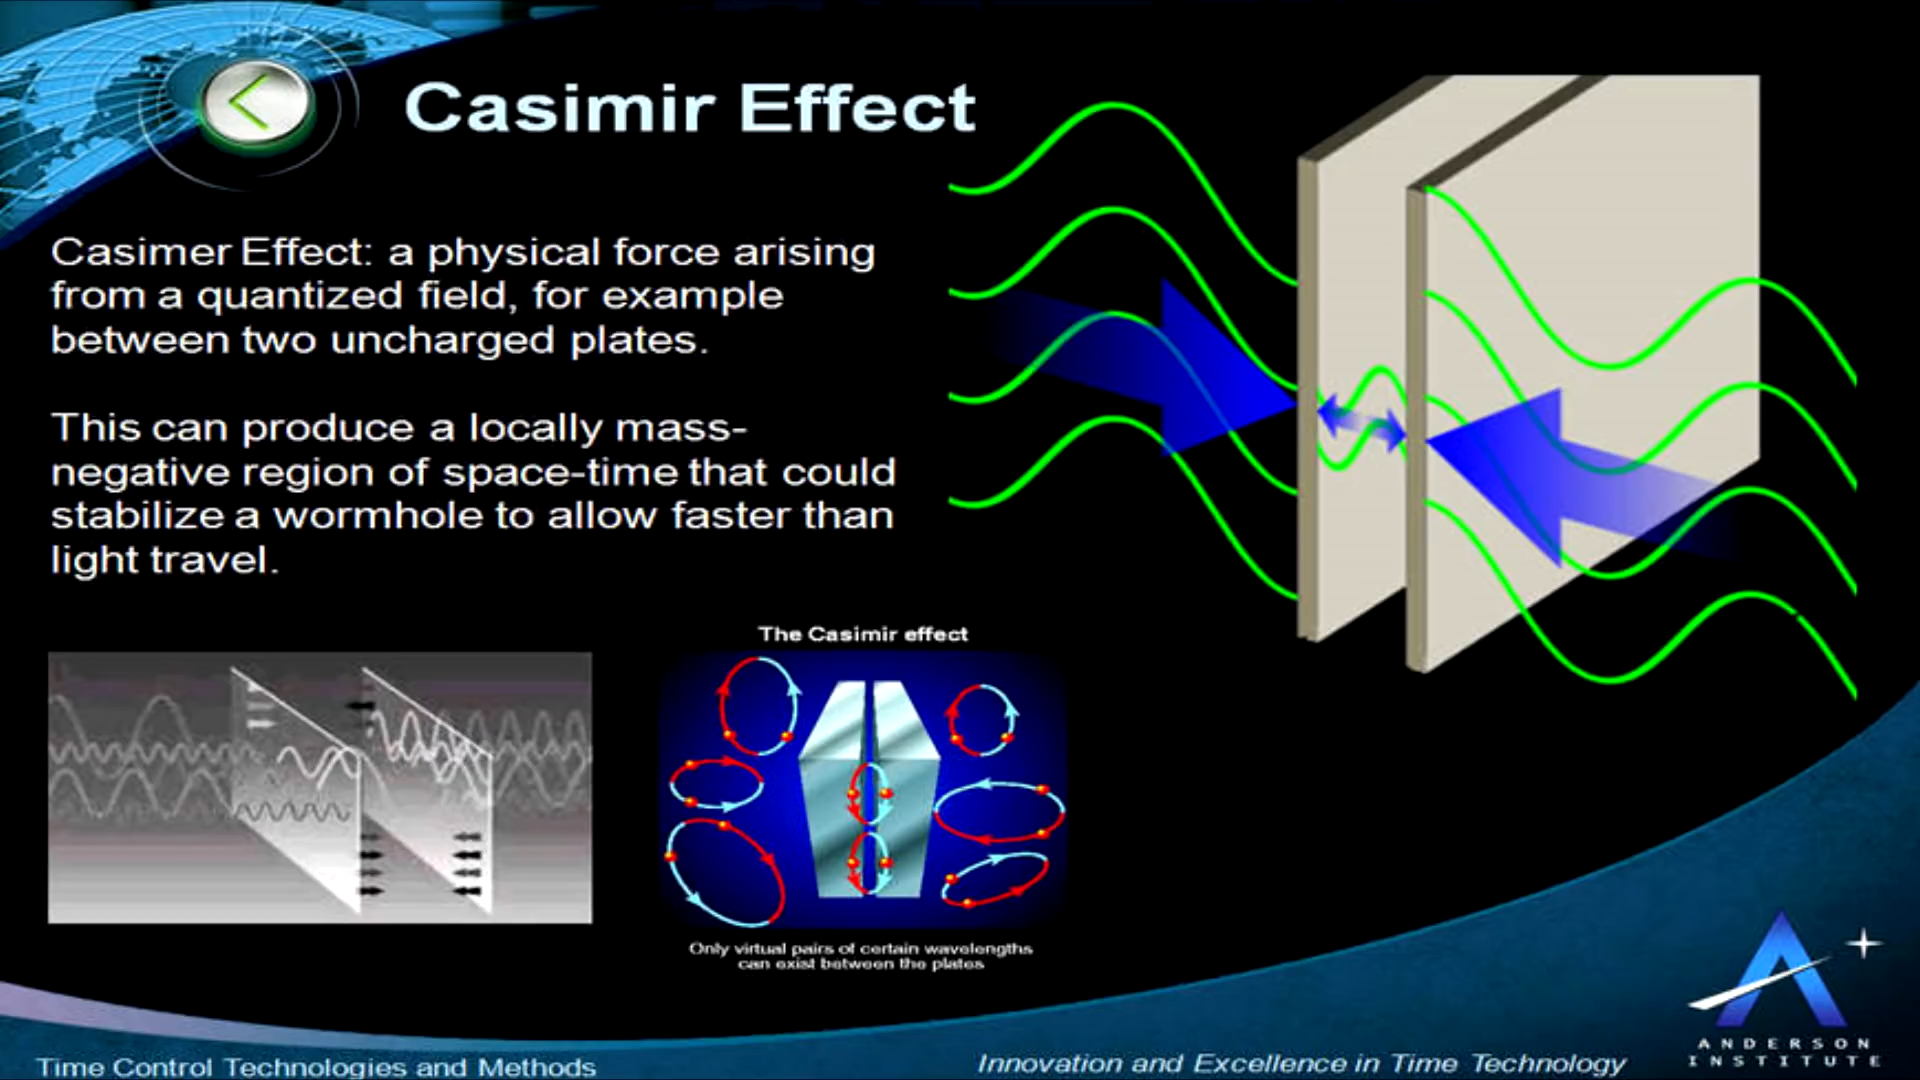 Casimir Effect
Casimer Effect: a physical force arising
from a quantized field, for example
between two uncharged plates.
This can produce a locally mass-
negative region of space-time that could
stabilize a wormhole to allow faster than
light travel.
The Casimir effect
Only virtual pairs of certain wavelengths
can exist between the plates
Time Control Technologies and Methods
Innovation and Excellence in Time Technology
ANDERSON
INSTITUTE